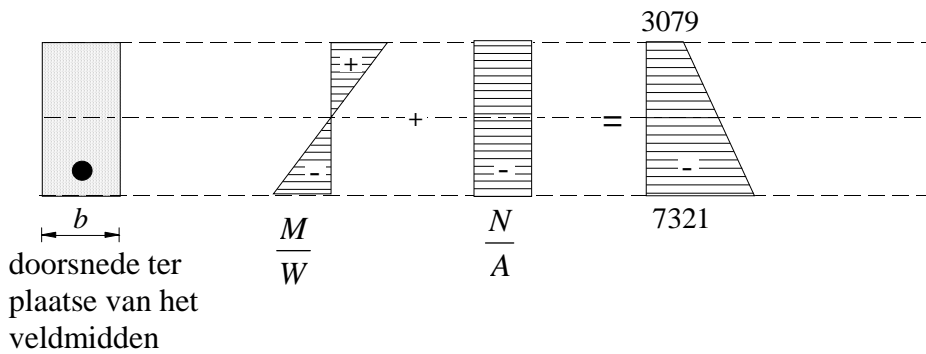 3079
+
+
=
-
-
-
7321
b
M
W
N
A
doorsnede ter
plaatse van het
veldmidden